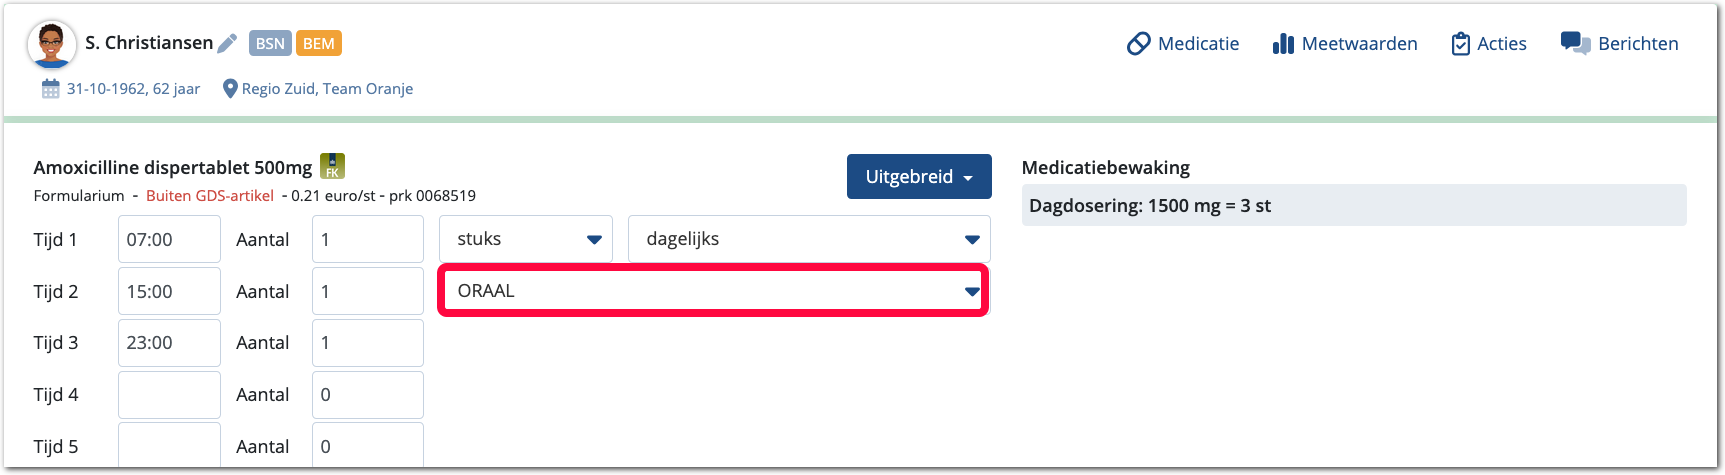 S. Christiansen BSN BEM
Medicatie Meetwaarden Acties Berichten
31-10-1962, 62 jaar Regio Zuid, Team Oranje
Amoxicilline dispertablet 500mg FK
Uitgebreid
Medicatiebewaking
Formularium - Buiten GDS-artikel - 0.21 euro/st - prk 0068519
Dagdosering: 1500 mg = 3 st
Tijd 1 07:00 Aantal 1 stuks dagelijks
Tijd 2 15:00 Aantal 1 ORAAL
Tijd 3 23:00 Aantal 1
Tijd 4 Aantal 0
Tijd 5 Aantal 0